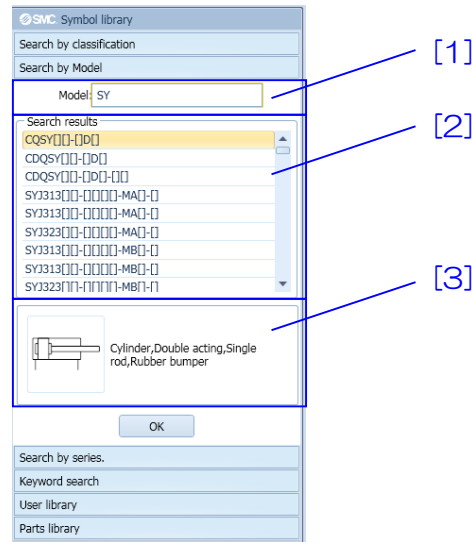 SMC Symbol library
Search by classification
Search by Model
[1]
Model: SY
[2]
Search results
CQSY[][]-[]D[]
CDQSY[][]-[]D[]
CDQSY[][]-[]D[]-[][]
SYJ313[][]-[][][][]-MA[]-[]
SYJ313[][]-[][][][]-MA[]-[]
SYJ323[][]-[][][][]-MA[]-[]
SYJ313[][]-[][][][]-MB[]-[]
SYJ313[][]-[][][][]-MB[]-[]
SYJ323[][]-[][][][]-MB[]-[]
[3]
Cylinder,Double acting,Single
rod,Rubber bumper
OK
Search by series.
Keyword search
User library
Parts library